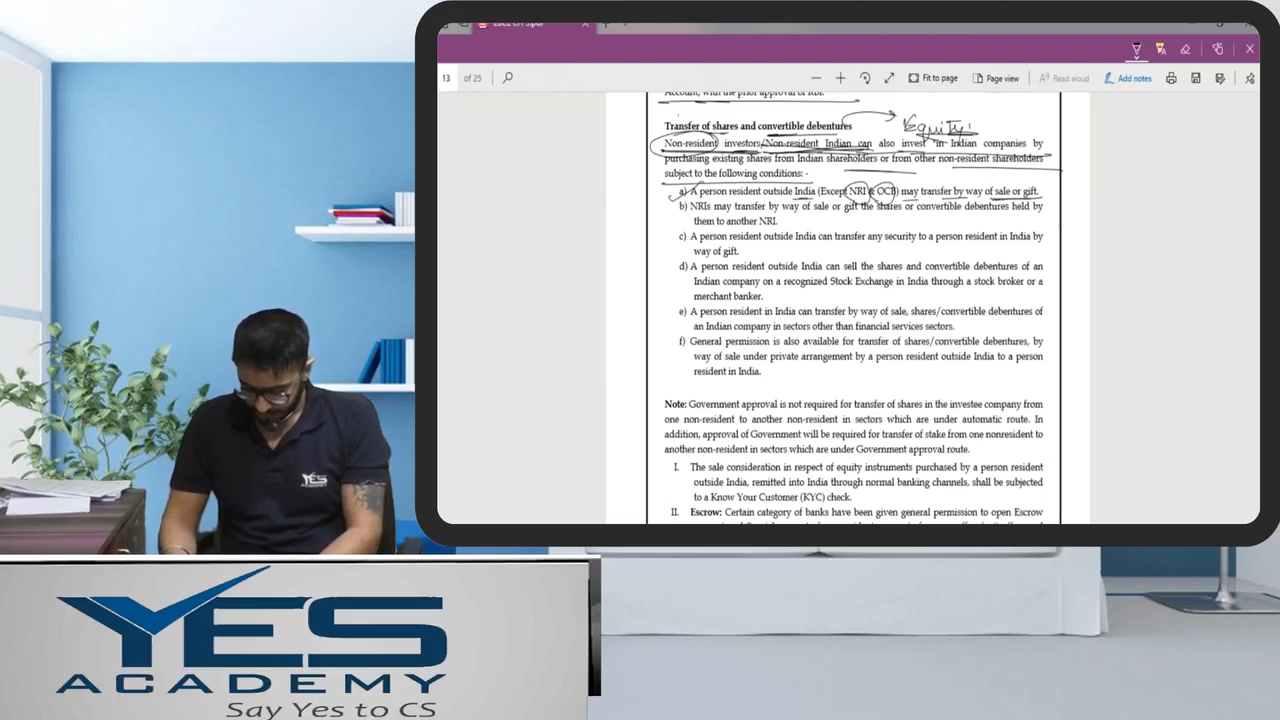 13 of 25
Fit to page
Page view
Read aloud
Add notes
Account, with the prior approval of RBI.
Transfer of shares and convertible debentures
Equity
Non-resident investors/Non-resident Indian can also invest in Indian companies by
purchasing existing shares from Indian shareholders or from other non-resident shareholders
subject to the following conditions: -
a) A person resident outside India (Except NRI & OCB) may transfer by way of sale or gift.
b) NRIs may transfer by way of sale or gift the shares or convertible debentures held by
them to another NRI.
c) A person resident outside India can transfer any security to a person resident in India by
way of gift.
d) A person resident outside India can sell the shares and convertible debentures of an
Indian company on a recognized Stock Exchange in India through a stock broker or a
merchant banker.
e) A person resident in India can transfer by way of sale, shares/convertible debentures of
an Indian company in sectors other than financial services sectors.
f) General permission is also available for transfer of shares/convertible debentures, by
way of sale under private arrangement by a person resident outside India to a person
resident in India.
Note: Government approval is not required for transfer of shares in the investee company from
one non-resident to another non-resident in sectors which are under automatic route. In
addition, approval of Government will be required for transfer of stake from one nonresident to
another non-resident in sectors which are under Government approval route.
I. The sale consideration in respect of equity instruments purchased by a person resident
outside India, remitted into India through normal banking channels, shall be subjected
to a Know Your Customer (KYC) check.
II. Escrow: Certain category of banks have been given general permission to open Escrow
YES
YES
ACADEMY
Say Yes to CS